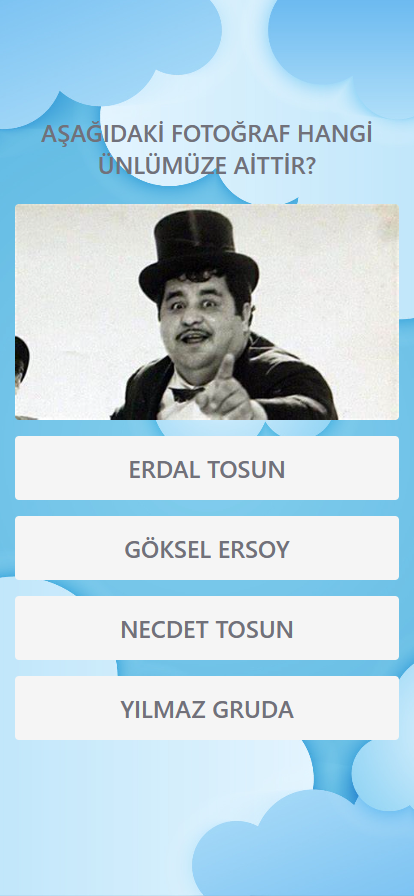 AŞAĞIDAKİ FOTOĞRAF HANGİ
ÜNLÜMÜZE AİTTİR?
ERDAL TOSUN
GÖKSEL ERSOY
NECDET TOSUN
YILMAZ GRUDA